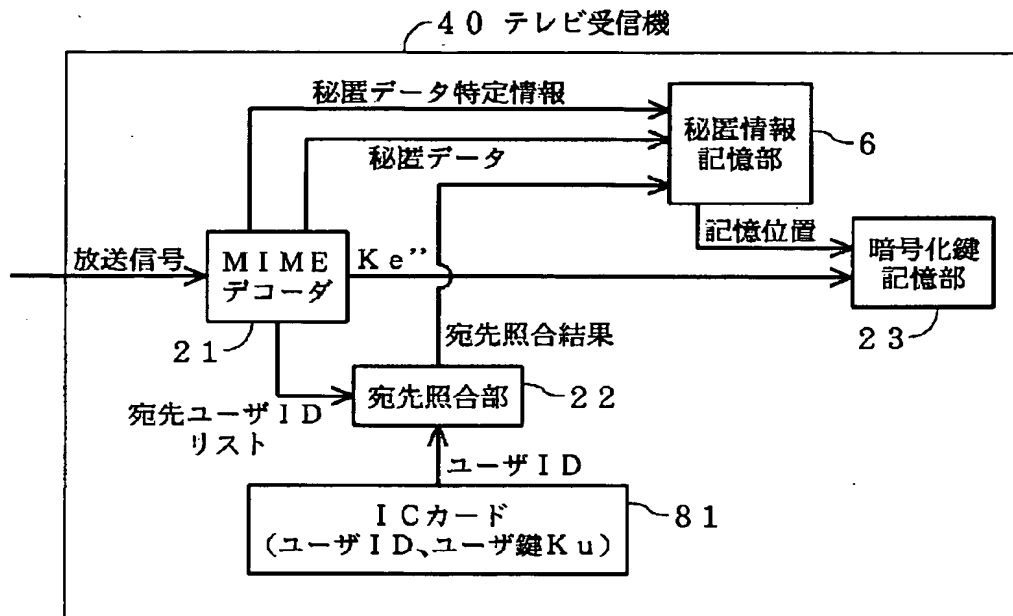 40 テレビ受信機
秘匿データ特定情報
秘匿データ
秘匿情報
記憶部
6
記憶位置
放送信号
MIME
デコーダ
Ke''
暗号化鍵
記憶部
21
23
宛先照合結果
宛先照合部
22
宛先ユーザID
リスト
ユーザID
ICカード
(ユーザID、ユーザ鍵Ku)
81